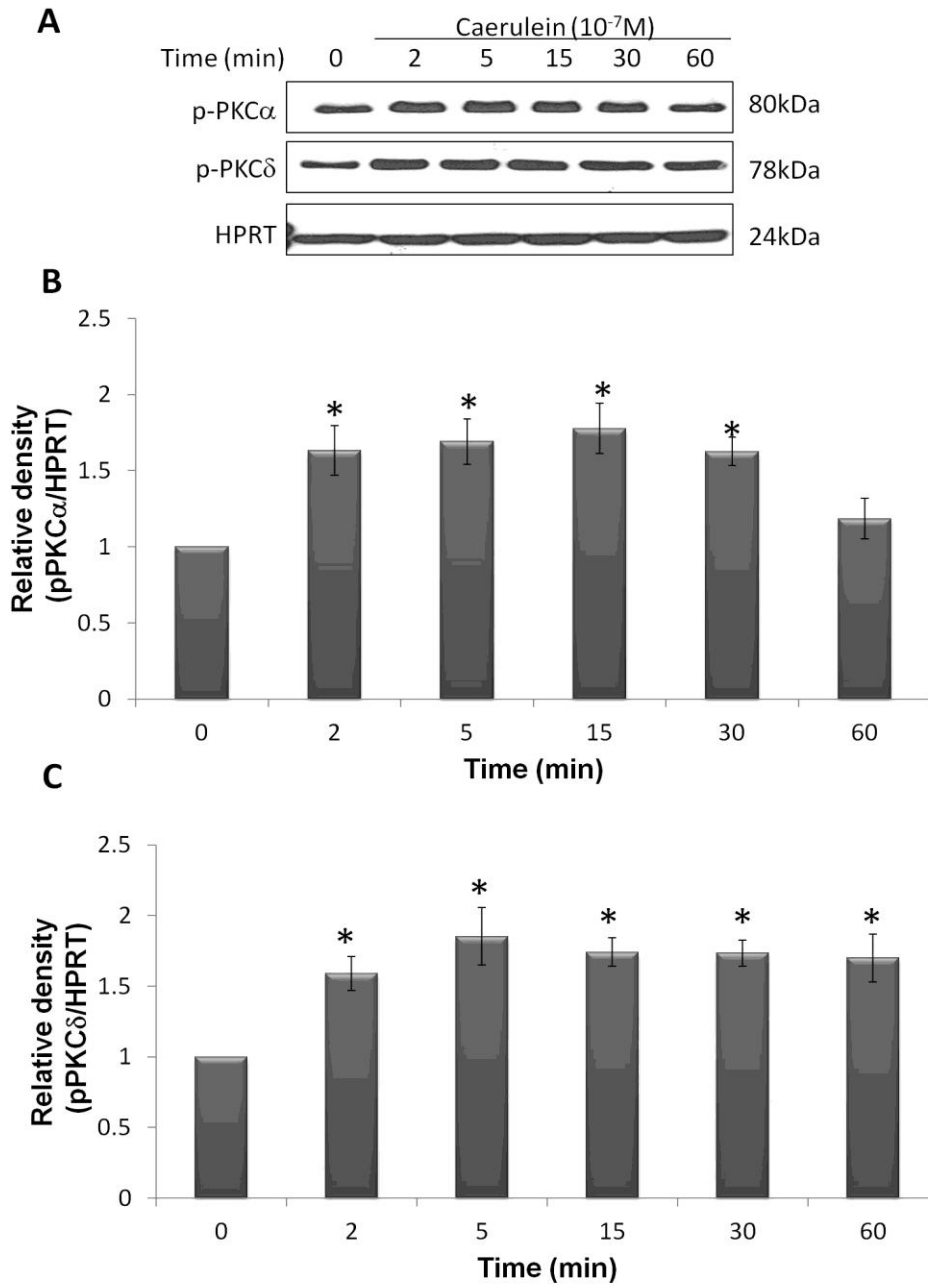 A
Caerulein (10⁻⁷M)
Time (min) 0 2 5 15 30 60
p-PKCα 80kDa
p-PKCδ 78kDa
HPRT 24kDa
B
2.5
2
1.5
1
0.5
0
Relative density
(pPKCα/HPRT)
* * * *
0 2 5 15 30 60
Time (min)
C
2.5
2
1.5
1
0.5
0
Relative density
(pPKCδ/HPRT)
* * * * *
0 2 5 15 30 60
Time (min)